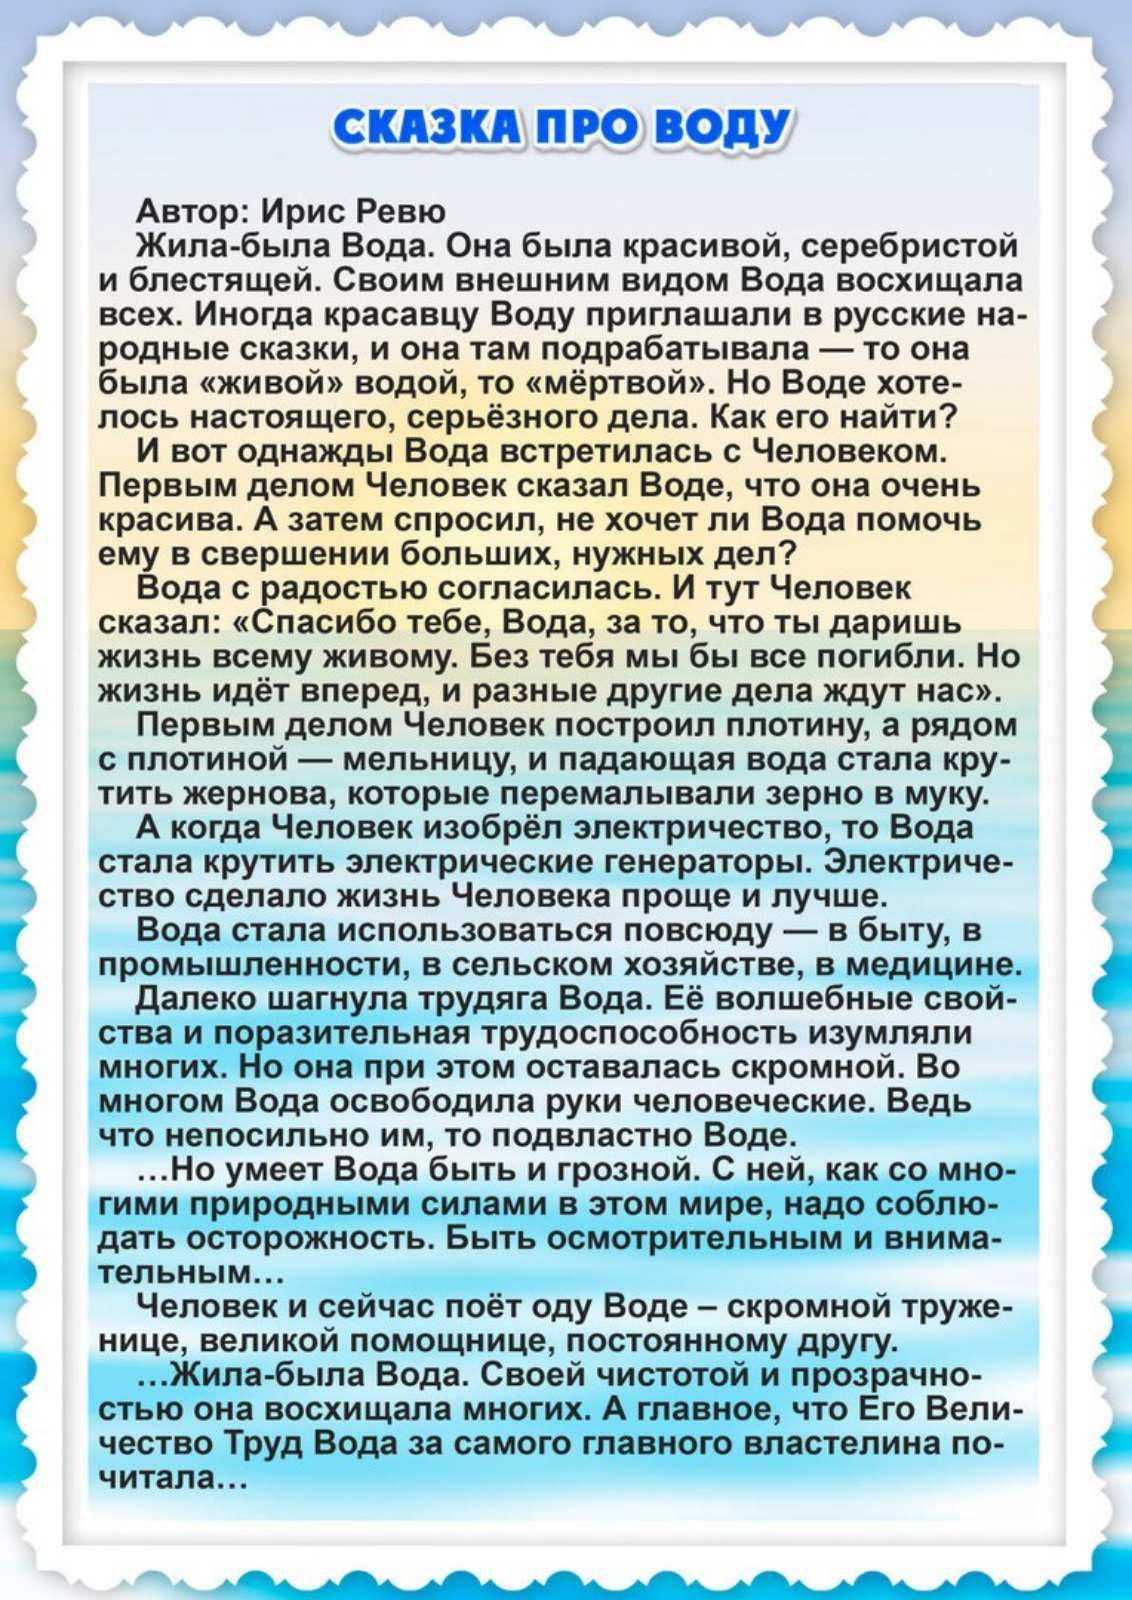 СКАЗКА ПРО ВОДУ
Автор: Ирис Ревю
Жила-была Вода. Она была красивой, серебристой
и блестящей. Своим внешним видом Вода восхищала
всех. Иногда красавцу Воду приглашали в русские на-
родные сказки, и она там подрабатывала — то она
была «живой» водой, то «мёртвой». Но Воде хоте-
лось настоящего, серьёзного дела. Как его найти?
И вот однажды Вода встретилась с Человеком.
Первым делом Человек сказал Воде, что она очень
красива. А затем спросил, не хочет ли Вода помочь
ему в свершении больших, нужных дел?
Вода с радостью согласилась. И тут Человек
сказал: «Спасибо тебе, Вода, за то, что ты даришь
жизнь всему живому. Без тебя мы бы все погибли. Но
жизнь идёт вперед, и разные другие дела ждут нас».
Первым делом Человек построил плотину, а рядом
с плотиной — мельницу, и падающая вода стала кру-
тить жернова, которые перемалывали зерно в муку.
А когда Человек изобрёл электричество, то Вода
стала крутить электрические генераторы. Электриче-
ство сделало жизнь Человека проще и лучше.
Вода стала использоваться повсюду — в быту, в
промышленности, в сельском хозяйстве, в медицине.
Далеко шагнула трудяга Вода. Её волшебные свой-
ства и поразительная трудоспособность изумляли
многих. Но она при этом оставалась скромной. Во
многом Вода освободила руки человеческие. Ведь
что непосильно им, то подвластно Воде.
…Но умеет Вода быть и грозной. С ней, как со мно-
гими природными силами в этом мире, надо соблю-
дать осторожность. Быть осмотрительным и внима-
тельным…
Человек и сейчас поёт оду Воде – скромной труже-
нице, великой помощнице, постоянному другу.
…Жила-была Вода. Своей чистотой и прозрачно-
стью она восхищала многих. А главное, что Его Вели-
чество Труд Вода за самого главного властелина по-
читала…